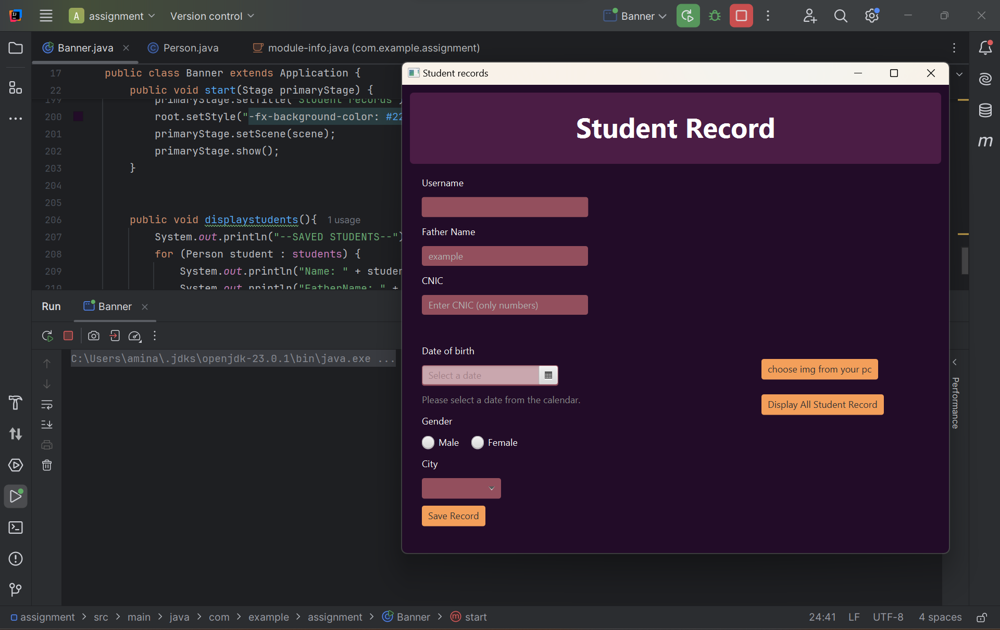 A assignment Version control Banner
Banner.java Person.java module-info.java (com.example.assignment)
17 public class Banner extends Application {
22 public void start(Stage primaryStage) {
199 primaryStage.setTitle("Student records"
200 root.setStyle("-fx-background-color: #22
201 primaryStage.setScene(scene);
202 primaryStage.show();
203 }
204
205
206 public void displaystudents(){ 1 usage
207 System.out.println("--SAVED STUDENTS--")
208 for (Person student : students) {
209 System.out.println("Name: " + studen
210 System.out.println("FatherName: " +
Run Banner
C:\Users\amina\.jdks\openjdk-23.0.1\bin\java.exe ...
Student records
Student Record
Username
Father Name
example
CNIC
Enter CNIC (only numbers)
Date of birth
Select a date
Please select a date from the calendar.
Gender
Male Female
City
Save Record
choose img from your pc
Display All Student Record
Performance
m
assignment > src > main > java > com > example > assignment > Banner > m start
24:41 LF UTF-8 4 spaces